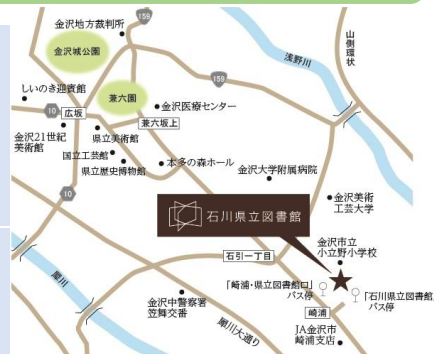 金沢地方裁判所
159
金沢城公園
浅野川
山側環状
しいのき迎賓館
兼六園
159
10
広坂
金沢医療センター
兼六坂上
金沢21世紀
美術館
県立美術館
国立工芸館
本多の森ホール
県立歴史博物館
金沢大学附属病院
10
金沢美術
工芸大学
石川県立図書館
金沢市立
小立野小学校
石引一丁目
「崎浦・県立図書館口」
バス停
「石川県立図書館」
バス停
犀川
金沢中警察署
笠舞交番
崎浦
犀川大通り
JA金沢市
崎浦支店